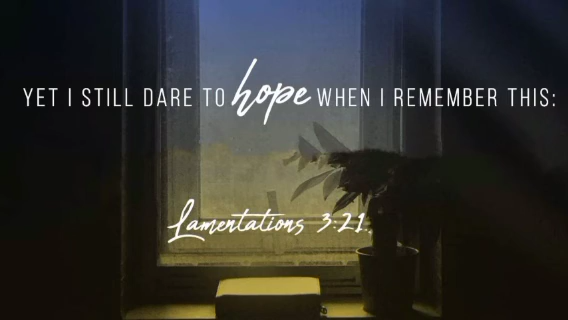 YET I STILL DARE TO hope WHEN I REMEMBER THIS:
Lamentations 3:21